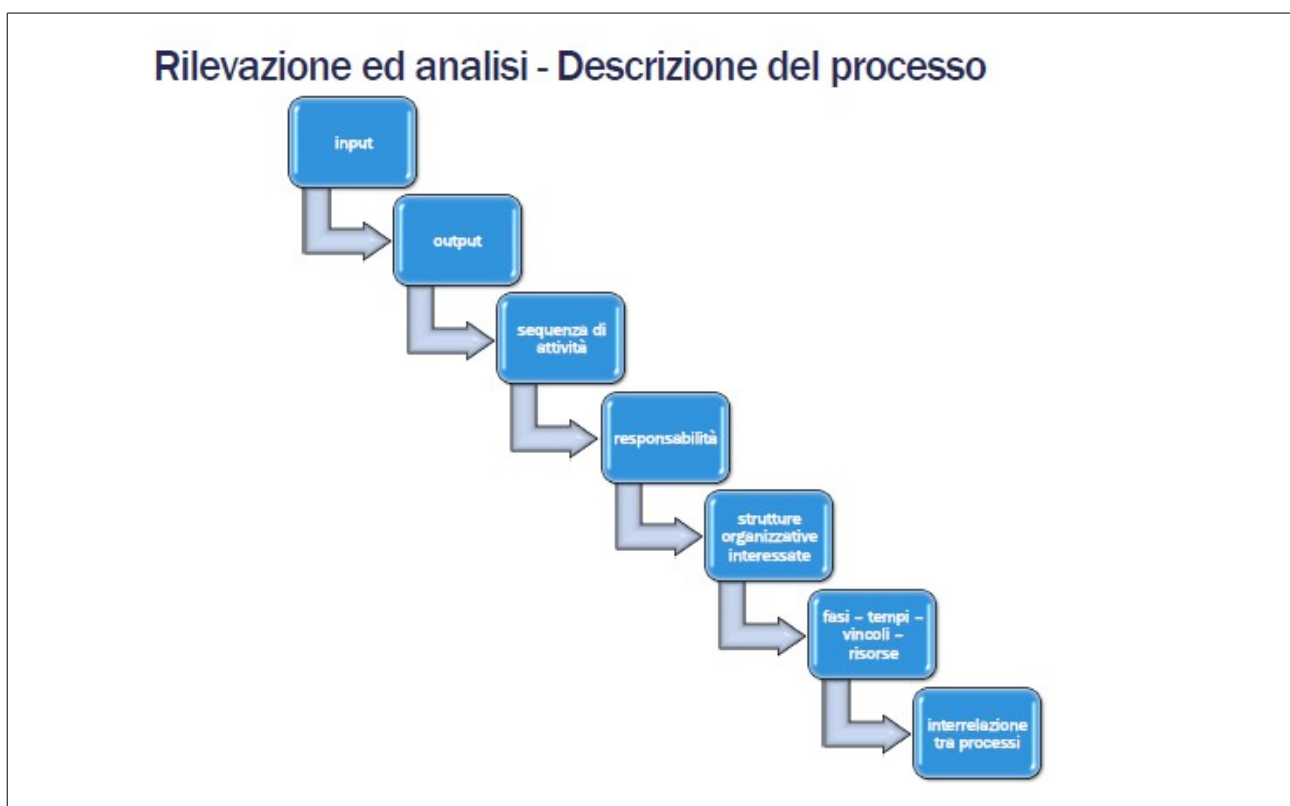 Rilevazione ed analisi - Descrizione del processo
input
output
sequenza di
attività
responsabilità
strutture
organizzative
interessate
fasi – tempi –
vincoli –
risorse
interrelazione
tra processi